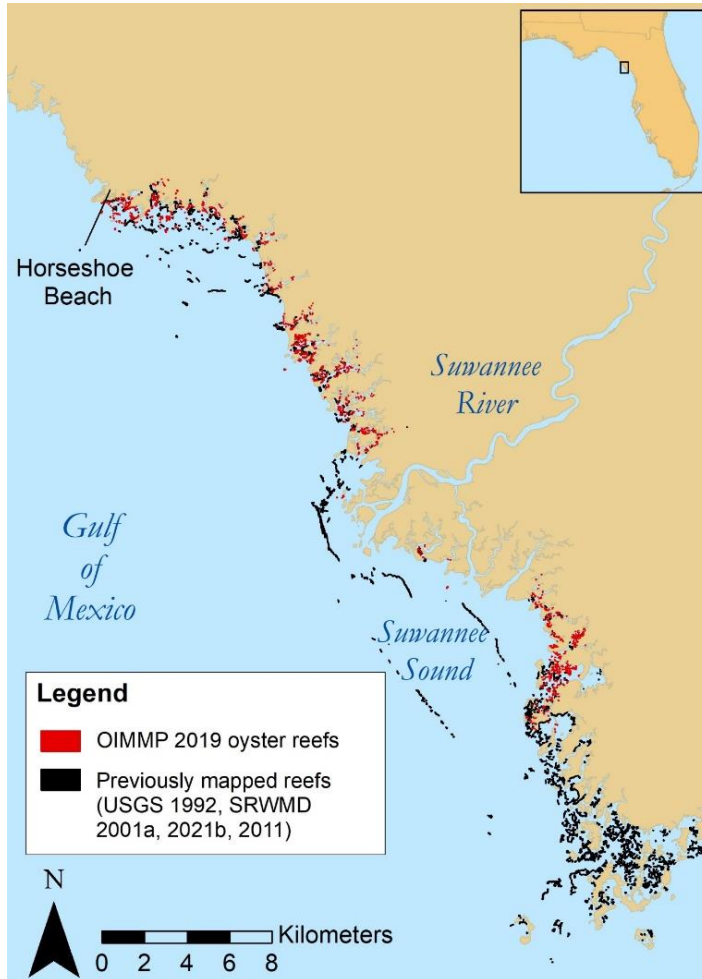 Horseshoe
Beach
Suwannee
River
Gulf
of
Mexico
Suwannee
Sound
Legend
OIMMP 2019 oyster reefs
Previously mapped reefs
(USGS 1992, SRWMD
2001a, 2021b, 2011)
N
Kilometers
0 2 4 6 8